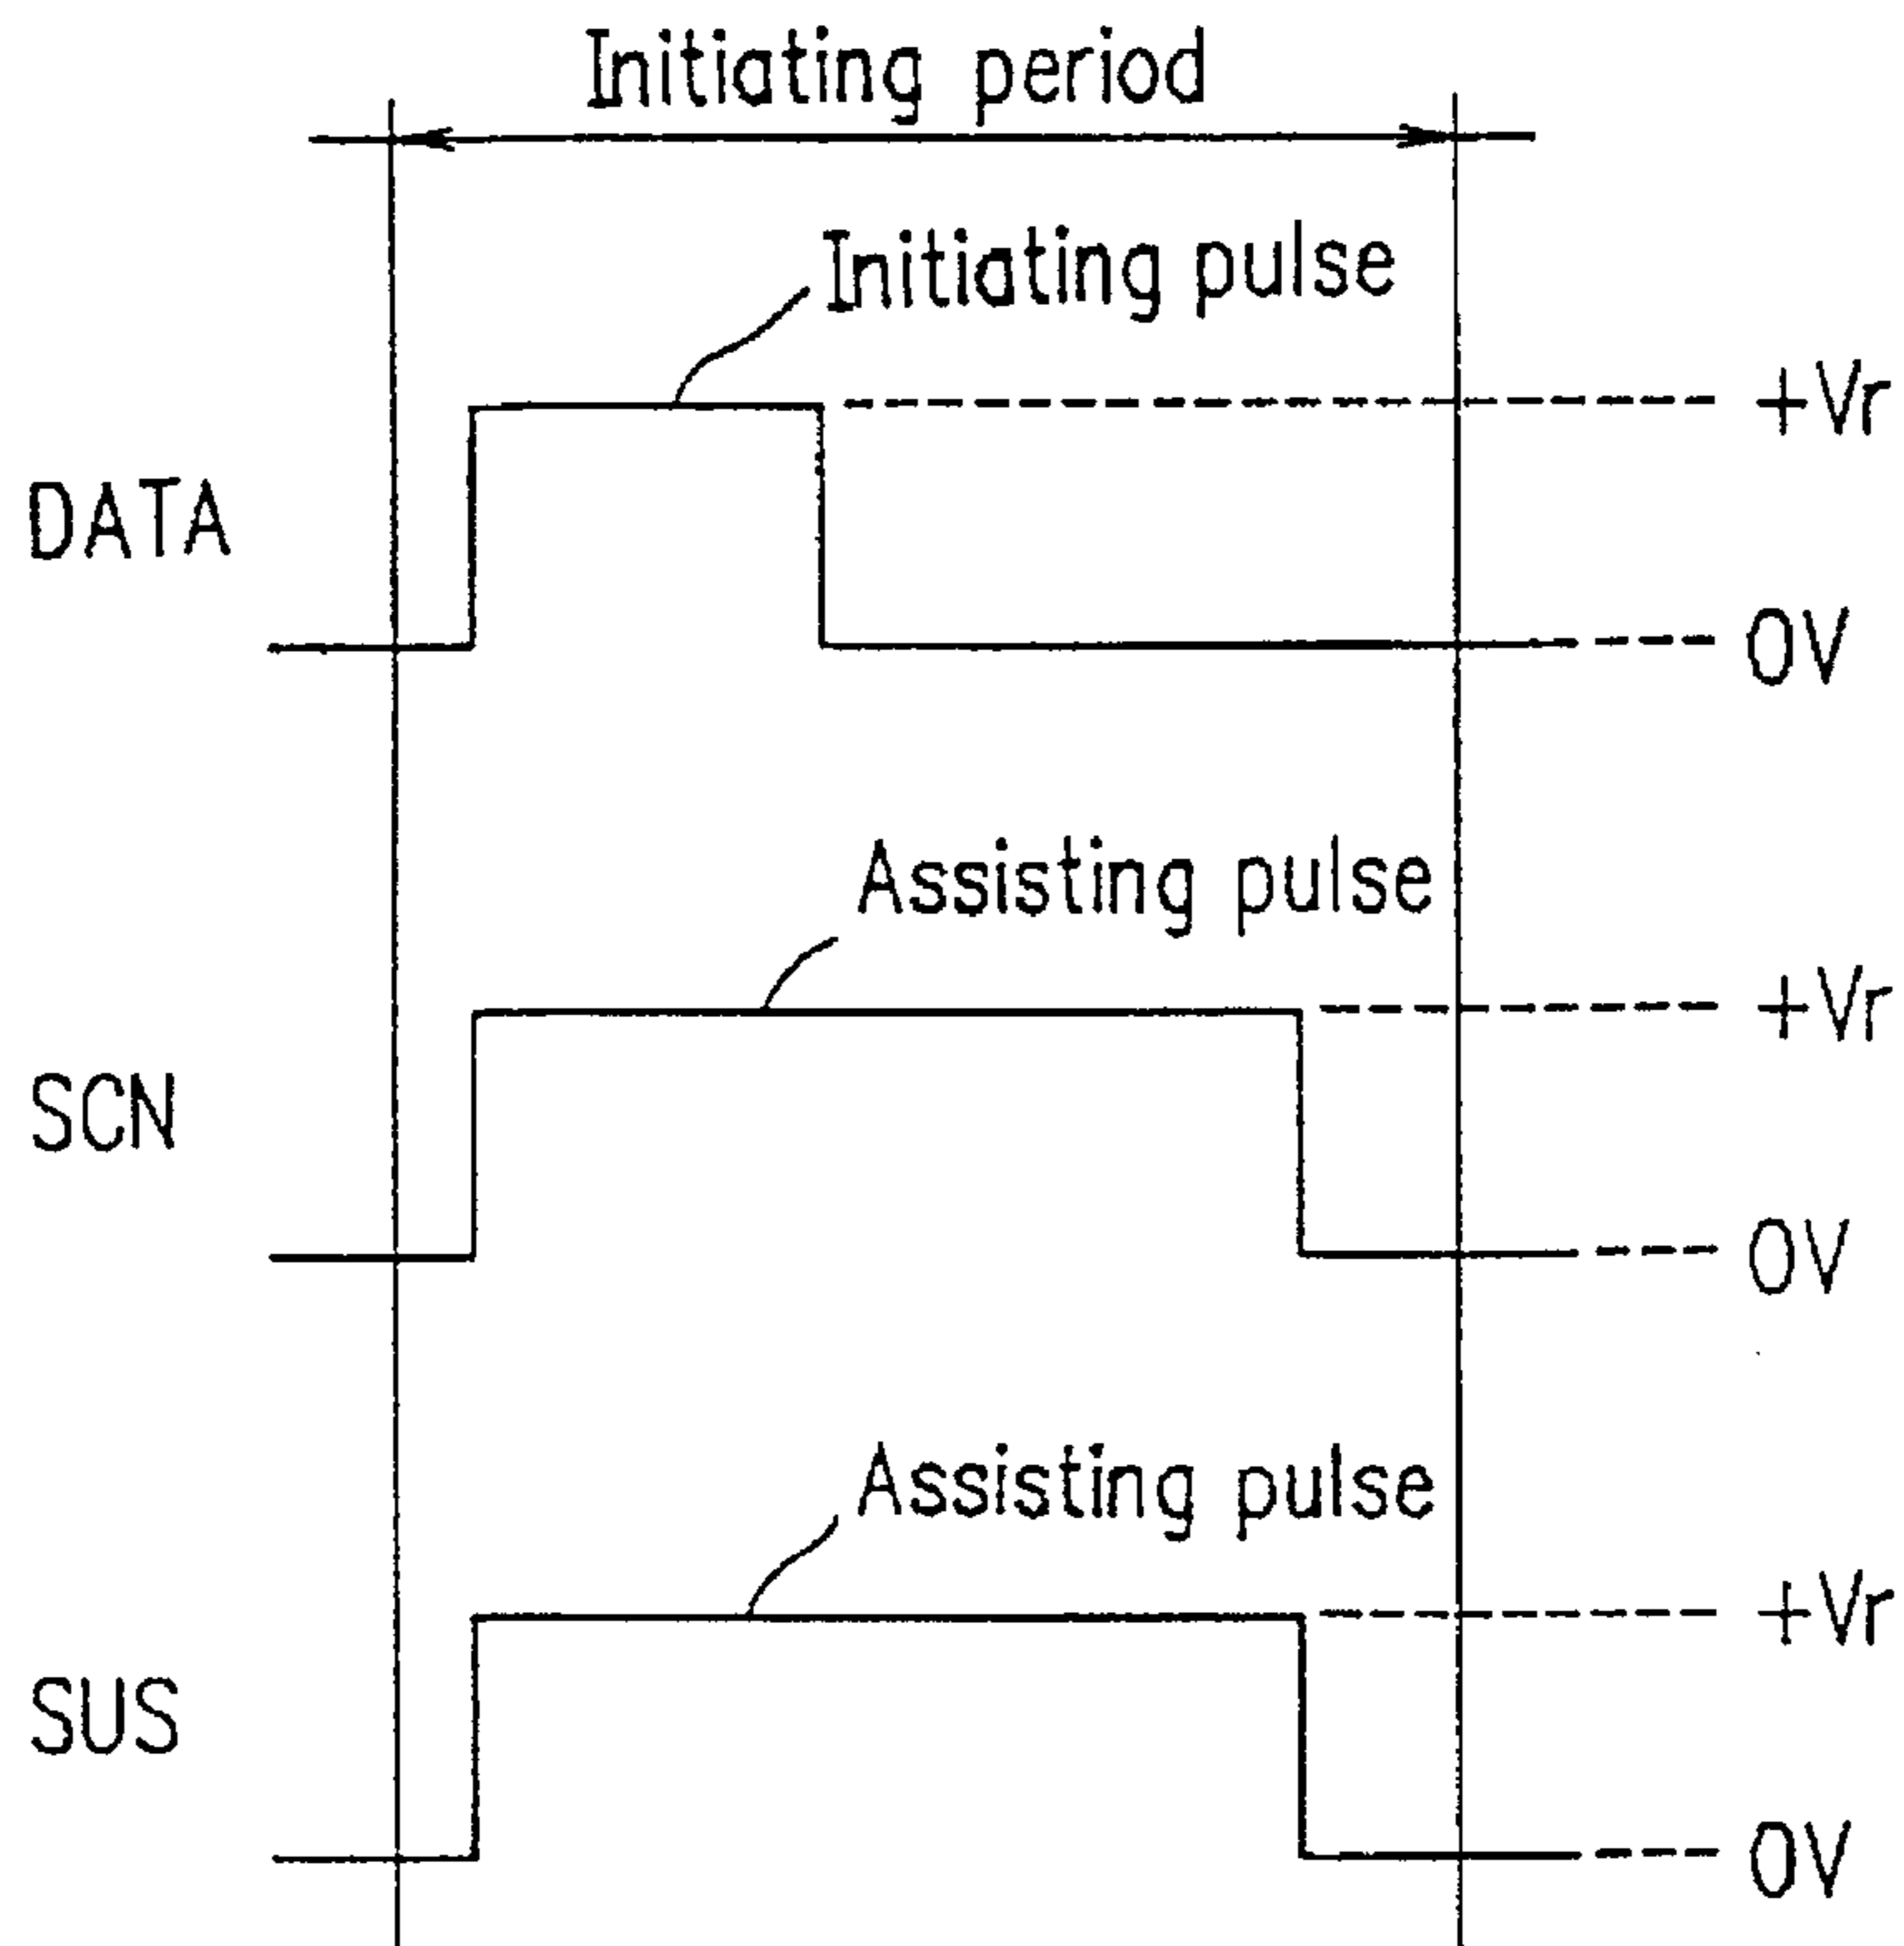 Initiating period
Initiating pulse
+Vr
DATA
0V
Assisting pulse
+Vr
SCN
0V
Assisting pulse
+Vr
SUS
0V